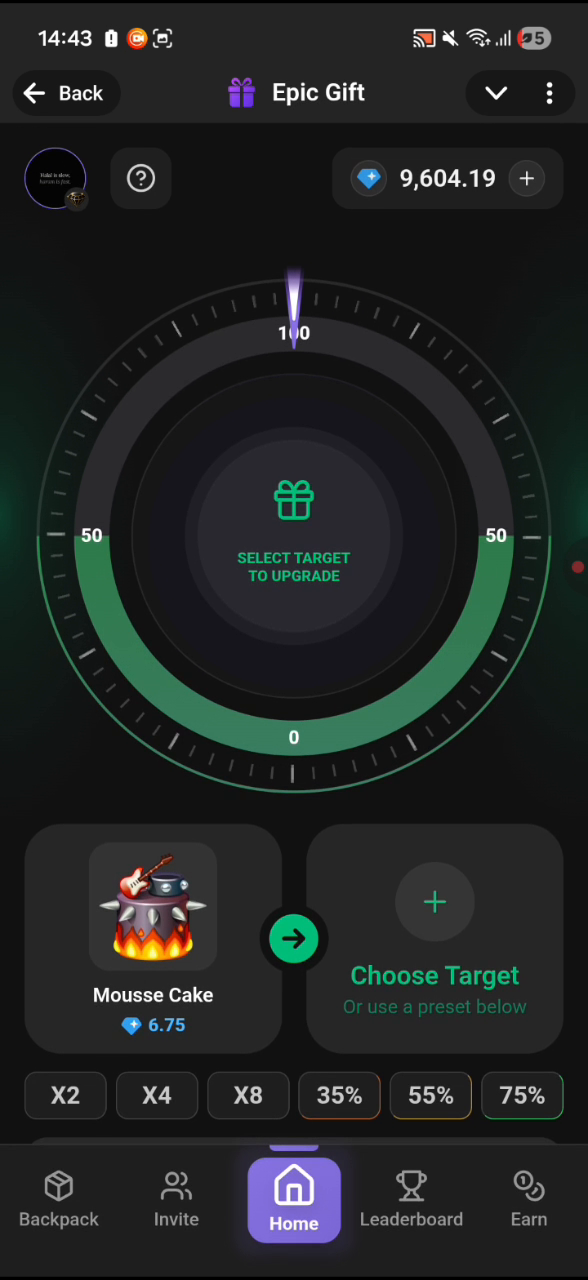 14:43
5
Back
Epic Gift
9,604.19
100
50
50
SELECT TARGET
TO UPGRADE
0
Mousse Cake
6.75
Choose Target
Or use a preset below
X2
X4
X8
35%
55%
75%
Backpack
Invite
Home
Leaderboard
Earn